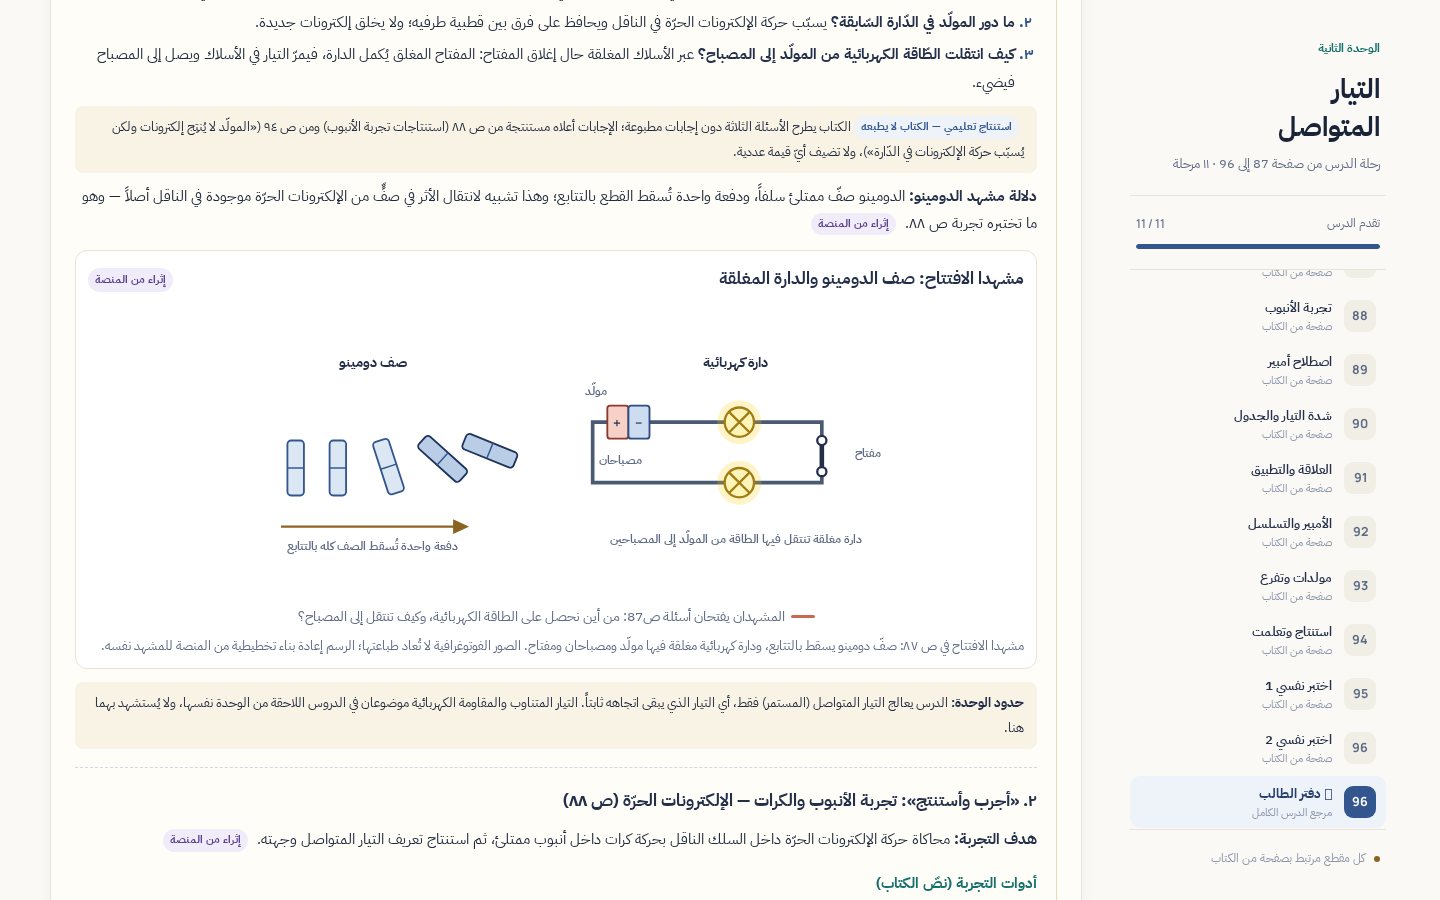 الوحدة الثانية
التيار
المتواصل
رحلة الدرس من صفحة 87 إلى 96 · ١١ مرحلة
تقدم الدرس
11 / 11
صفحة من الكتاب
88
تجربة الأنبوب
صفحة من الكتاب
89
اصطلاح أمبير
صفحة من الكتاب
90
شدة التيار والجدول
صفحة من الكتاب
91
العلاقة والتطبيق
صفحة من الكتاب
92
الأمبير والتسلسل
صفحة من الكتاب
93
مولدات وتفرع
صفحة من الكتاب
94
استنتاج وتعلمت
صفحة من الكتاب
95
اختبر نفسي 1
صفحة من الكتاب
96
اختبر نفسي 2
صفحة من الكتاب
96
دفتر الطالب
مرجع الدرس الكامل
كل مقطع مرتبط بصفحة من الكتاب
٢. ما دور المولّد في الدّارة السّابقة؟ يسبّب حركة الإلكترونات الحرّة في الناقل ويحافظ على فرق بين قطبية طرفيه؛ ولا يخلق إلكترونات جديدة.
٣. كيف انتقلت الطّاقة الكهربائية من المولّد إلى المصباح؟ عبر الأسلاك المغلقة حال إغلاق المفتاح: المفتاح المغلق يُكمل الدارة، فيمرّ التيار في الأسلاك ويصل إلى المصباح
فيضيء.
استنتاج تعليمي — الكتاب لا يطبعه الكتاب يطرح الأسئلة الثلاثة دون إجابات مطبوعة؛ الإجابات أعلاه مستنتجة من ص ٨٨ (استنتاجات تجربة الأنبوب) ومن ص ٩٤ («المولّد لا يُنتِج إلكترونات ولكن
يُسبّب حركة الإلكترونات في الدّارة»)، ولا تضيف أيّ قيمة عددية.
دلالة مشهد الدومينو: الدومينو صفّ ممتلئ سلفاً، ودفعة واحدة تُسقط القطع بالتتابع؛ وهذا تشبيه لانتقال الأثر في صفٍّ من الإلكترونات الحرّة موجودة في الناقل أصلاً — وهو
ما تختبره تجربة ص ٨٨. إثراء من المنصة
مشهدا الافتتاح: صف الدومينو والدارة المغلقة
إثراء من المنصة
دارة كهربائية
صف دومينو
مولّد
+
−
مصباحان
مفتاح
دارة مغلقة تنتقل فيها الطاقة من المولّد إلى المصباحين
دفعة واحدة تُسقط الصف كله بالتتابع
المشهدان يفتحان أسئلة ص87: من أين نحصل على الطاقة الكهربائية، وكيف تنتقل إلى المصباح؟
مشهدا الافتتاح في ص ٨٧: صفّ دومينو يسقط بالتتابع، ودارة كهربائية مغلقة فيها مولّد ومصباحان ومفتاح. الصور الفوتوغرافية لا تُعاد طباعتها؛ الرسم إعادة بناء تخطيطية من المنصة للمشهد نفسه.
حدود الوحدة: الدرس يعالج التيار المتواصل (المستمر) فقط، أي التيار الذي يبقى اتجاهه ثابتاً. التيار المتناوب والمقاومة الكهربائية موضوعان في الدروس اللاحقة من الوحدة نفسها، ولا يُستشهد بهما
هنا.
٢. «أجرب وأستنتج»: تجربة الأنبوب والكرات — الإلكترونات الحرّة (ص ٨٨)
هدف التجربة: محاكاة حركة الإلكترونات الحرّة داخل السلك الناقل بحركة كرات داخل أنبوب ممتلئ، ثم استنتاج تعريف التيار المتواصل وجهته. إثراء من المنصة
أدوات التجربة (نصّ الكتاب)